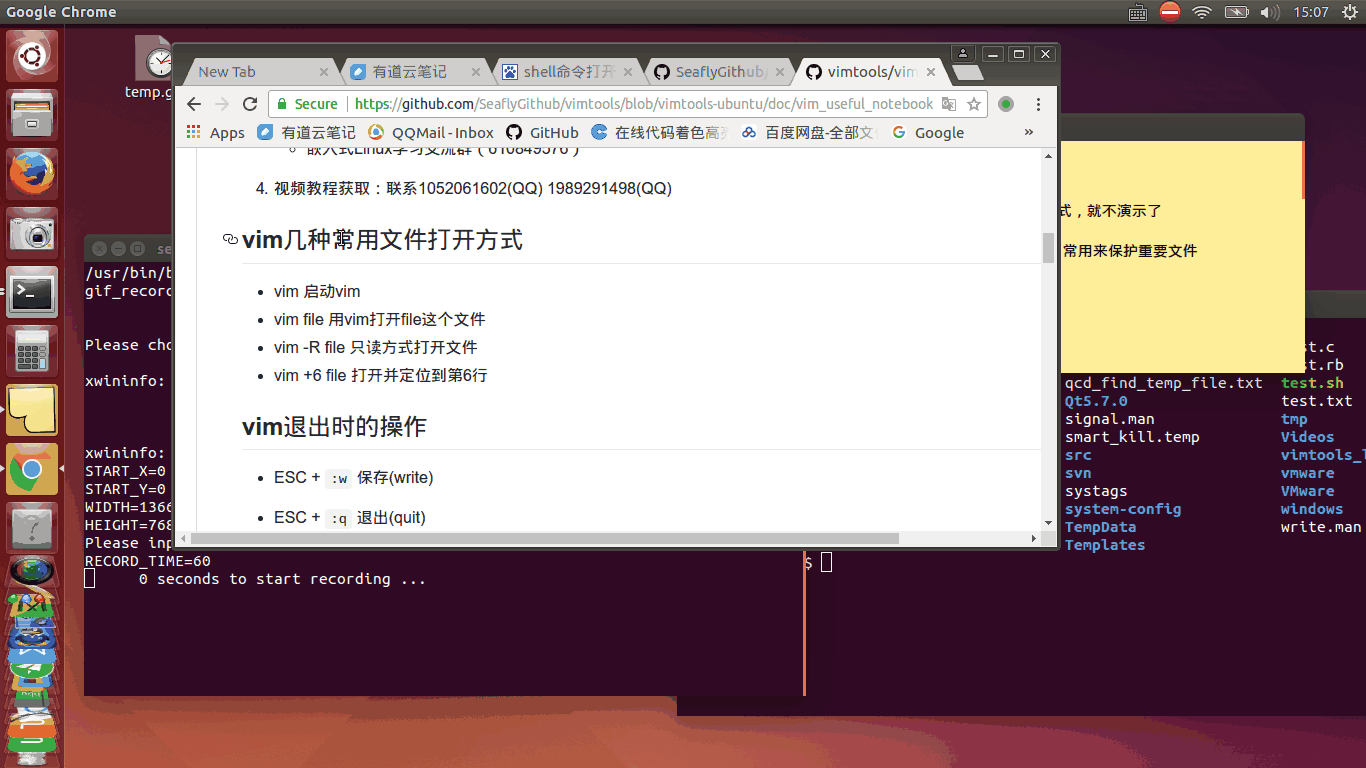 Google Chrome
15:07
temp.g
New Tab
有道云笔记
shell命令打开
SeaflyGithub/
vimtools/vim
Secure
https://github.com/SeaflyGithub/vimtools/blob/vimtools-ubuntu/doc/vim_useful_notebook
Apps
有道云笔记
QQMail - Inbox
GitHub
在线代码着色高亮
百度网盘-全部文
Google
»
嵌入式Linux学习交流群 ( 610849576 )
4. 视频教程获取：联系1052061602(QQ) 1989291498(QQ)
vim几种常用文件打开方式
vim 启动vim
vim file 用vim打开file这个文件
vim -R file 只读方式打开文件
vim +6 file 打开并定位到第6行
vim退出时的操作
ESC + :w 保存(write)
ESC + :q 退出(quit)
式，就不演示了
常用来保护重要文件
se
/usr/bin/b
gif_record
Please cho
xwininfo:
xwininfo:
START_X=0
START_Y=0
WIDTH=1366
HEIGHT=768
Please inp
RECORD_TIME=60
0 seconds to start recording ...
st.c
st.rb
qcd_find_temp_file.txt test.sh
Qt5.7.0 test.txt
signal.man tmp
smart_kill.temp Videos
src vimtools_l
svn vmware
systags VMware
system-config windows
TempData write.man
Templates
$